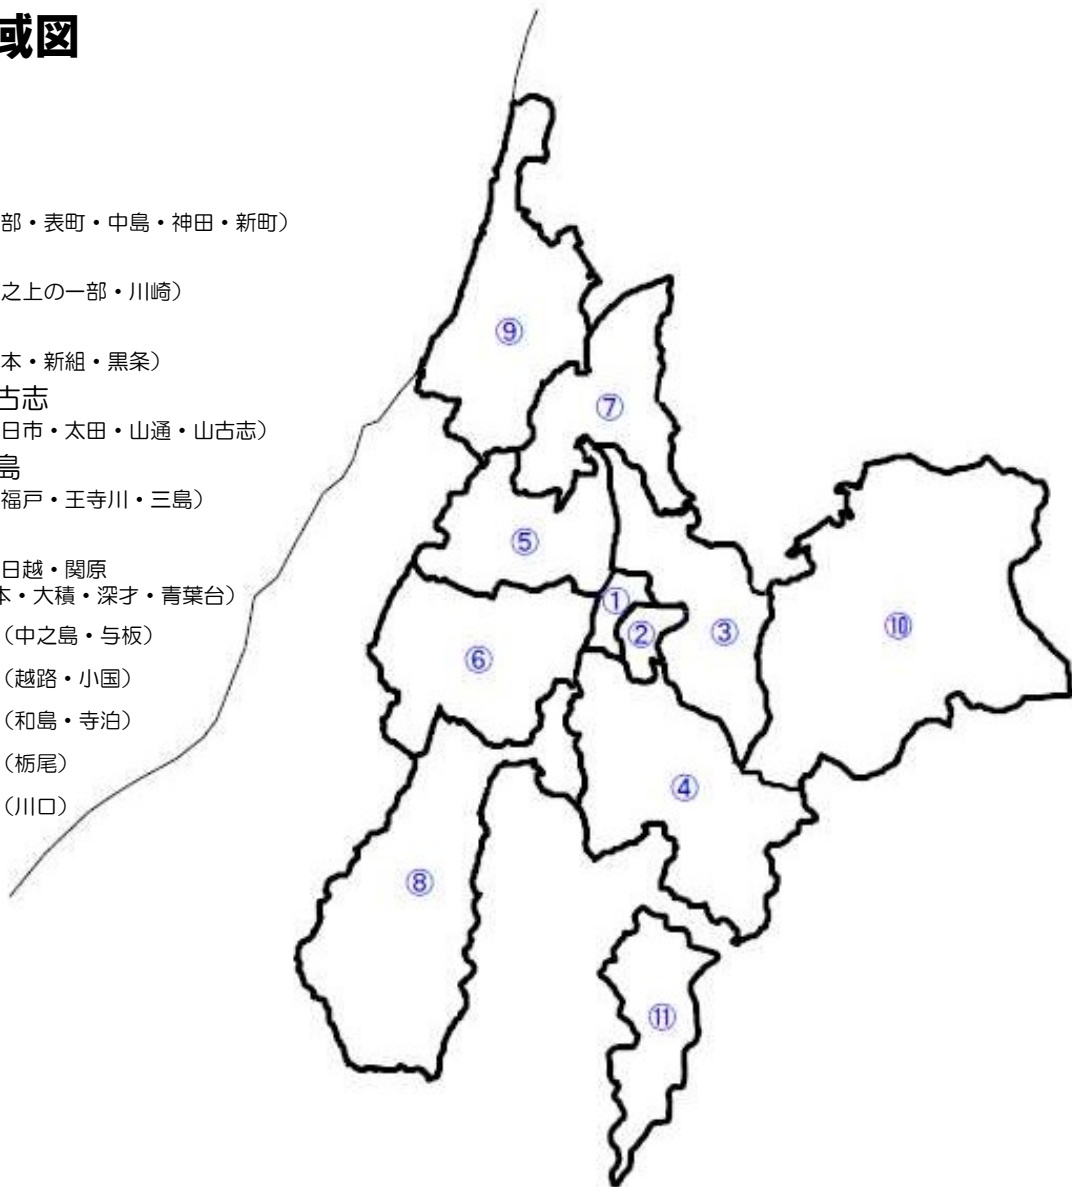 域図
部・表町・中島・神田・新町）
之上の一部・川崎）
本・新組・黒条）
古志
日市・太田・山通・山古志）
島
福戸・王寺川・三島）
日越・関原
本・大積・深才・青葉台）
（中之島・与板）
（越路・小国）
（和島・寺泊）
（栃尾）
（川口）
⑨
⑦
⑤
①
②
③
⑩
⑥
④
⑧
⑪